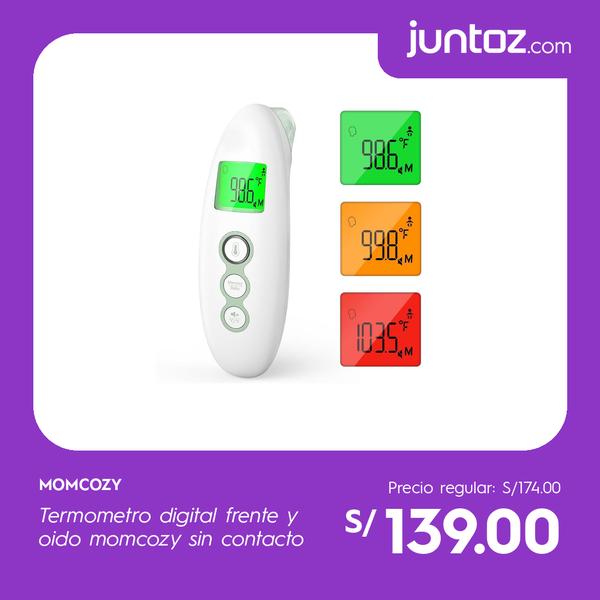 juntoz.com
98.6 °F
M
98.6 °F
M
99.8 °F
M
103.5 °F
M
MOMCOZY
Termometro digital frente y
oido momcozy sin contacto
Precio regular: S/174.00
S/ 139.00